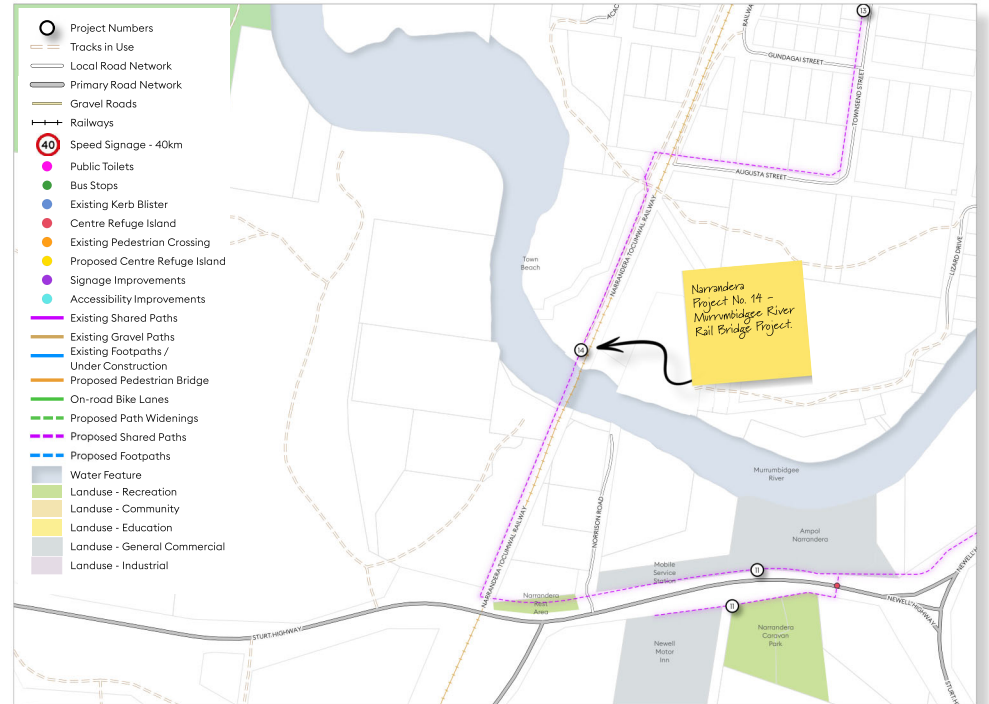 Project Numbers
Tracks in Use
Local Road Network
Primary Road Network
Gravel Roads
Railways
40
Speed Signage - 40km
Public Toilets
Bus Stops
Existing Kerb Blister
Centre Refuge Island
Existing Pedestrian Crossing
Proposed Centre Refuge Island
Signage Improvements
Accessibility Improvements
Existing Shared Paths
Existing Gravel Paths
Existing Footpaths /
Under Construction
Proposed Pedestrian Bridge
On-road Bike Lanes
Proposed Path Widenings
Proposed Shared Paths
Proposed Footpaths
Water Feature
Landuse - Recreation
Landuse - Community
Landuse - Education
Landuse - General Commercial
Landuse - Industrial
13
GUNDAGAI STREET
TOWNSEND STREET
AUGUSTA STREET
LIZARD DRIVE
NARRANDERA TOCUMWAL RAILWAY
Town
Beach
Narrandera
Project No. 14 -
Murrumbidgee River
Rail Bridge Project.
14
Murrumbidgee
River
Ampol
Narrandera
NARRANDERA TOCUMWAL RAILWAY
NORRISON ROAD
Mobile
Service
Station
11
Narrandera
Rest
Area
11
NEWELL HIGHWAY
STURT HIGHWAY
Newell
Motor
Inn
Narrandera
Caravan
Park